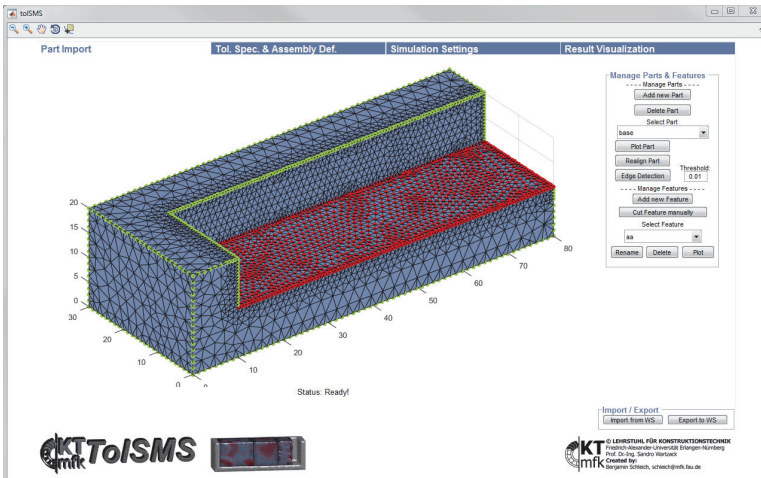 tolSMS
Part Import
Tol. Spec. & Assembly Def.
Simulation Settings
Result Visualization
Manage Parts & Features
- - - - Manage Parts- - - -
Add new Part
Delete Part
Select Part
base
Plot Part
Realign Part
Threshold:
Edge Detection
0.01
- - - - Manage Features - - - -
Add new Feature
Cut Feature manually
Select Feature
aa
Rename
Delete
Plot
20
15
10
5
0
30
20
10
0
0
10
20
30
40
50
60
70
80
Status: Ready!
Import / Export
Import from WS
Export to WS
KT
mfk
TolSMS
KT
mfk
© LEHRSTUHL FÜR KONSTRUKTIONSTECHNIK
Friedrich-Alexander-Universität Erlangen-Nürnberg
Prof. Dr.-Ing. Sandro Wartzack
Created by:
Benjamin Schleich, schleich@mfk.fau.de